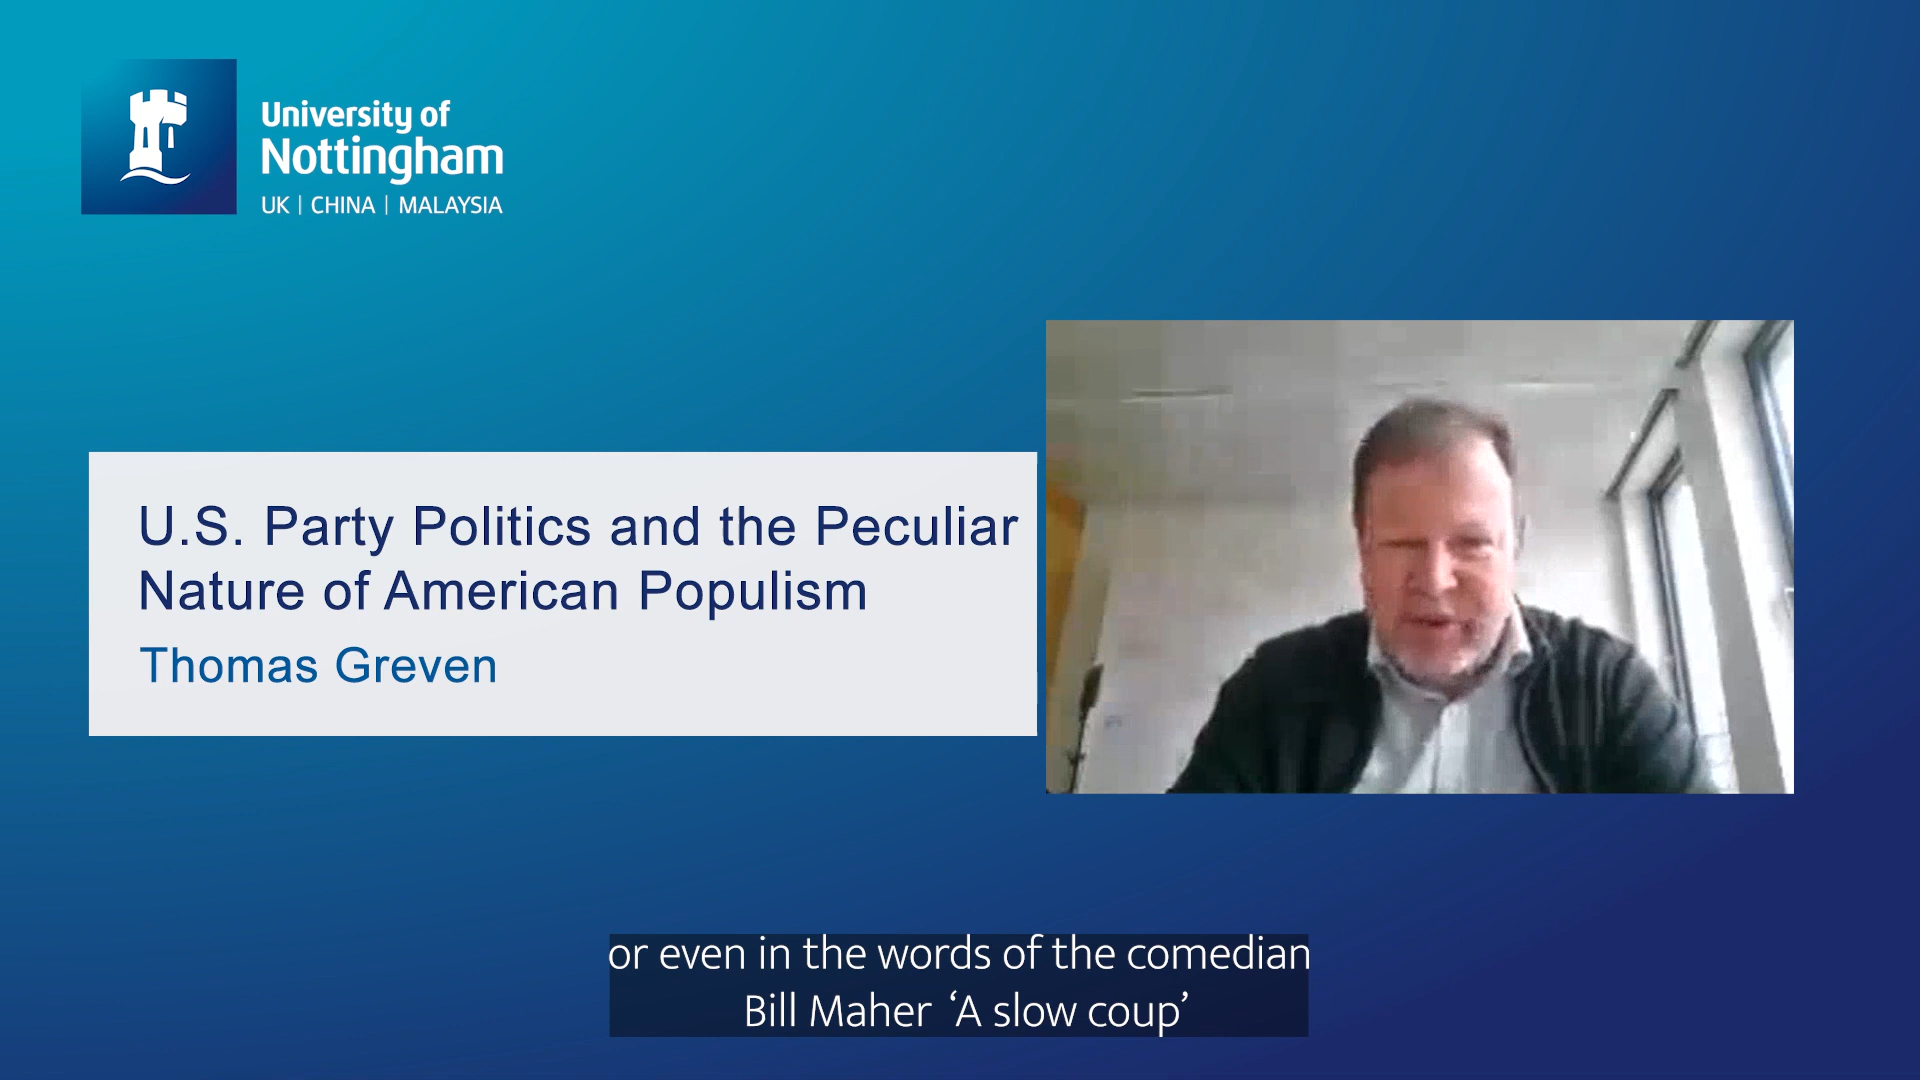 University of
Nottingham
UK | CHINA | MALAYSIA
U.S. Party Politics and the Peculiar
Nature of American Populism
Thomas Greven
or even in the words of the comedian
Bill Maher ‘A slow coup’